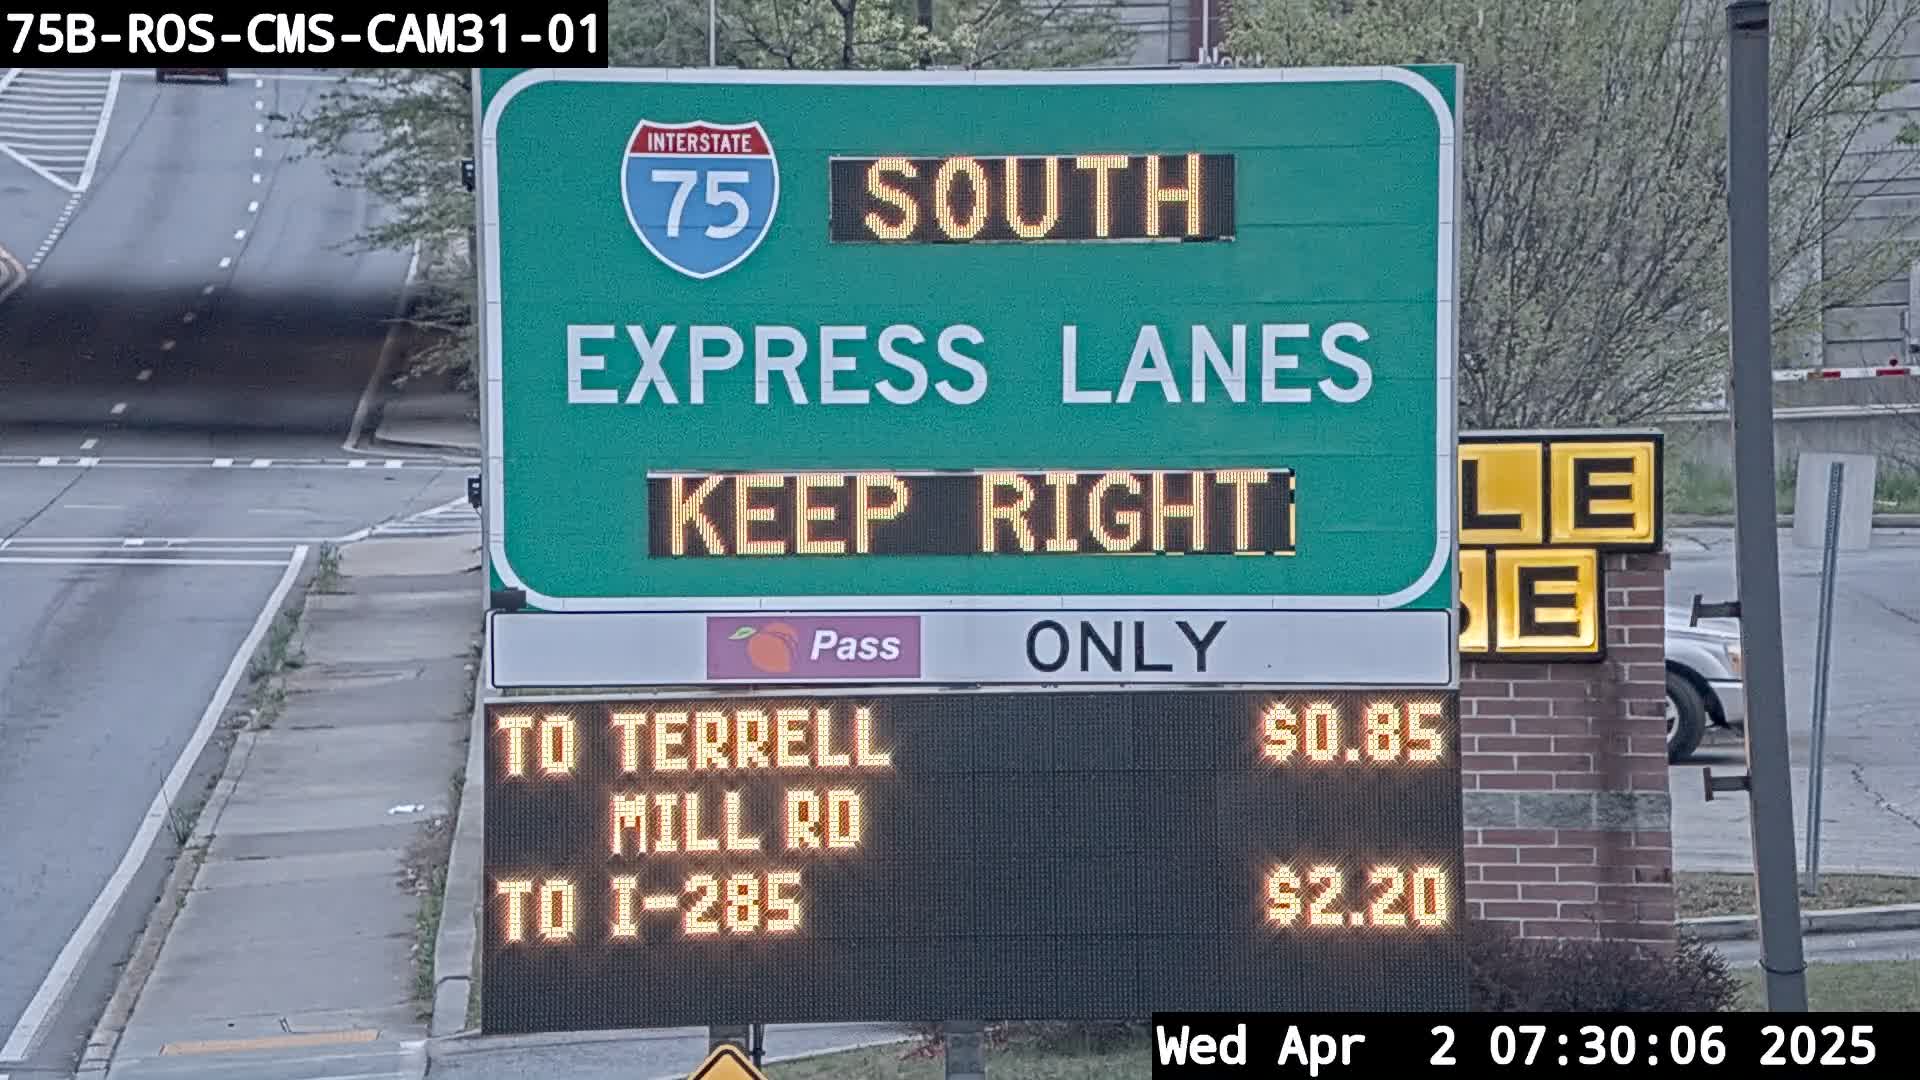 75B-ROS-CMS-CAM31-01
INTERSTATE
75
SOUTH
EXPRESS LANES
KEEP RIGHT
Pass ONLY
LE
E
TO TERRELL $0.85
MILL RD
TO I-285 $2.20
Wed Apr 2 07:30:06 2025